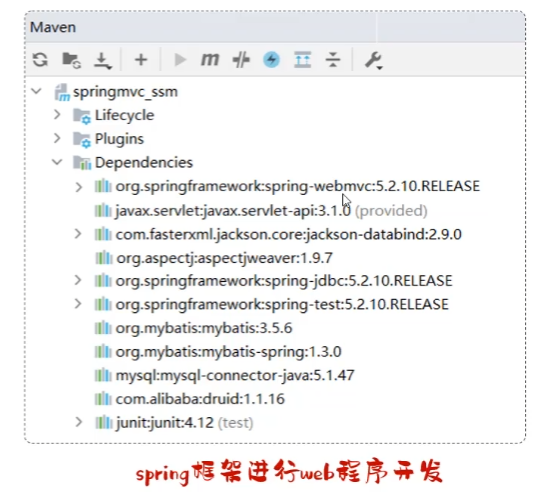 Maven
springmvc_ssm
Lifecycle
Plugins
Dependencies
org.springframework:spring-webmvc:5.2.10.RELEASE
javax.servlet:javax.servlet-api:3.1.0 (provided)
com.fasterxml.jackson.core:jackson-databind:2.9.0
org.aspectj:aspectjweaver:1.9.7
org.springframework:spring-jdbc:5.2.10.RELEASE
org.springframework:spring-test:5.2.10.RELEASE
org.mybatis:mybatis:3.5.6
org.mybatis:mybatis-spring:1.3.0
mysql:mysql-connector-java:5.1.47
com.alibaba:druid:1.1.16
junit:junit:4.12 (test)
spring框架进行web程序开发